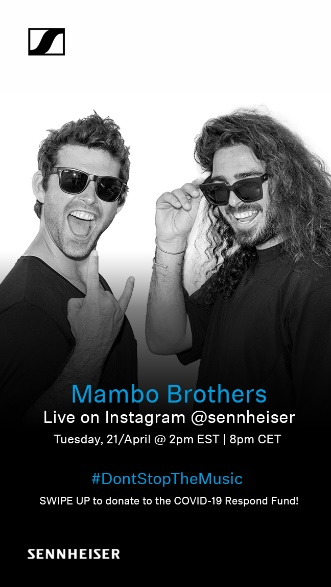 Mambo Brothers
Live on Instagram @sennheiser
Tuesday, 21/April @ 2pm EST | 8pm CET
#DontStopTheMusic
SWIPE UP to donate to the COVID-19 Respond Fund!
SENNHEISER